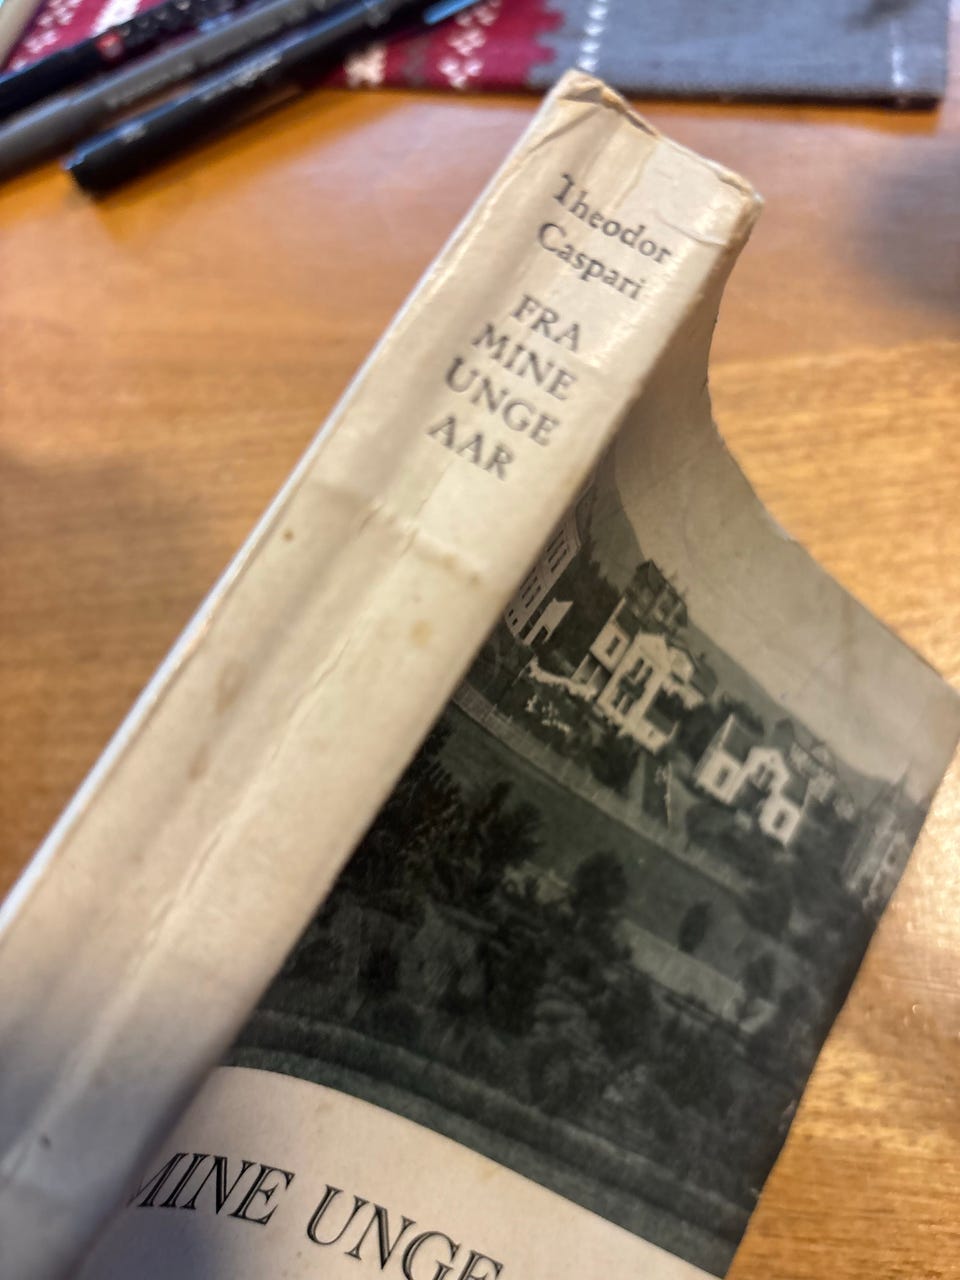 Theodor
Caspari
FRA
MINE
UNGE
AAR
MINE UNGE